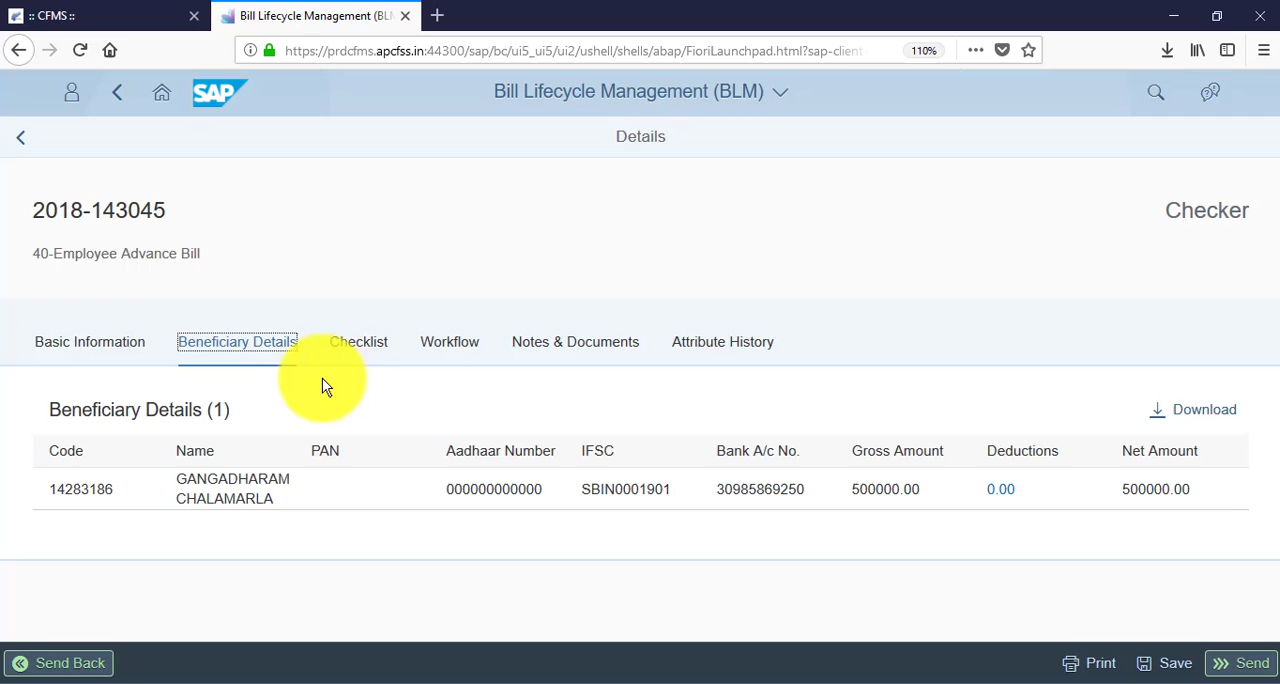 :: CFMS ::
Bill Lifecycle Management (BLM
https://prdcfms.apcfss.in:44300/sap/bc/ui5_ui5/ui2/ushell/shells/abap/FioriLaunchpad.html?sap-client
110%
SAP
Bill Lifecycle Management (BLM)
Details
2018-143045
Checker
40-Employee Advance Bill
Basic Information Beneficiary Details Checklist Workflow Notes & Documents Attribute History
Beneficiary Details (1)
Download
Code Name PAN Aadhaar Number IFSC Bank A/c No. Gross Amount Deductions Net Amount
14283186 GANGADHARAM CHALAMARLA 000000000000 SBIN0001901 30985869250 500000.00 0.00 500000.00
Send Back Print Save Send